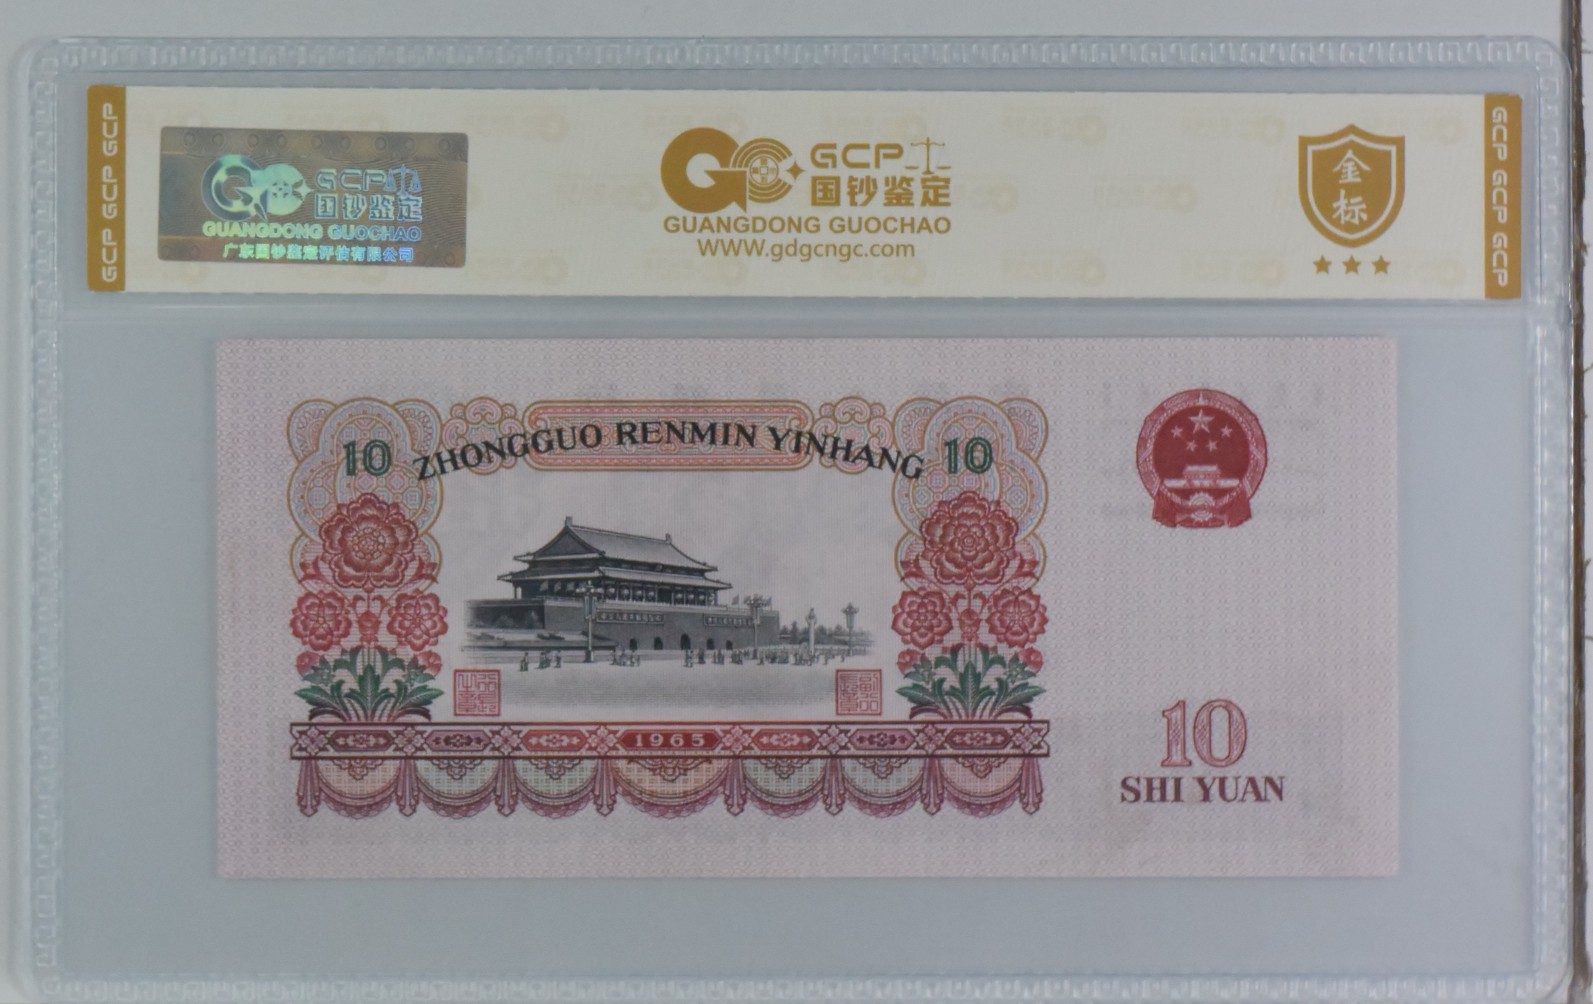 GCP GCP GCP
GCP
国钞鉴定
GUANGDONG GUOCHAO
广东国钞鉴定评估有限公司
GCP
国钞鉴定
GUANGDONG GUOCHAO
WWW.gdgcngc.com
金
标
GCP GCP GCP
10 ZHONGGUO RENMIN YINHANG 10
1965
10
SHI YUAN